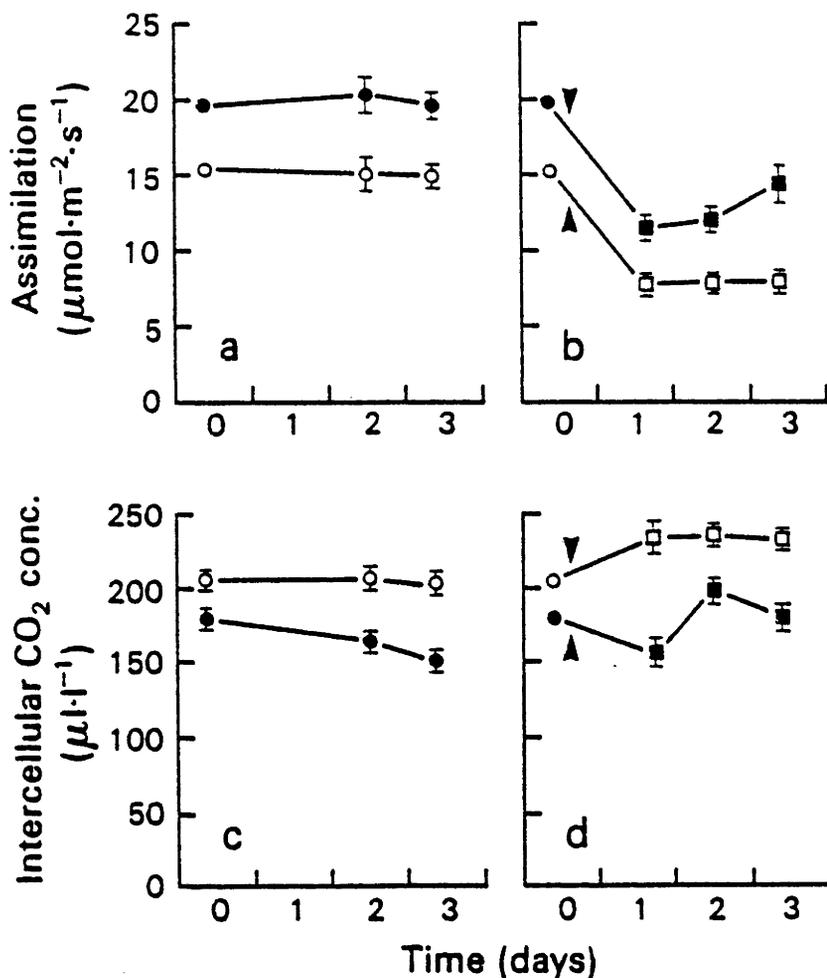 Assimilation
(μmol·m⁻²·s⁻¹)
25
20
15
10
5
0
a
0 1 2 3
b
0 1 2 3
Intercellular CO₂ conc.
(μl·l⁻¹)
250
200
150
100
50
0
c
0 1 2 3
d
0 1 2 3
Time (days)